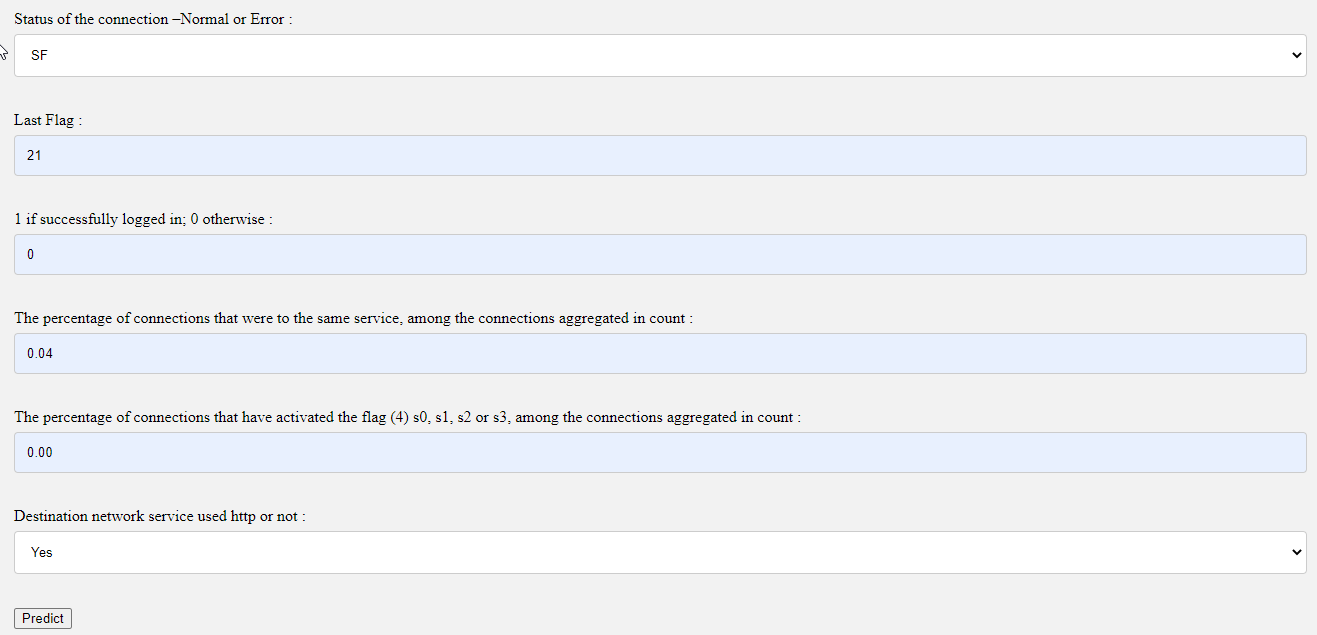 Status of the connection –Normal or Error :
SF
Last Flag :
21
1 if successfully logged in; 0 otherwise :
0
The percentage of connections that were to the same service, among the connections aggregated in count :
0.04
The percentage of connections that have activated the flag (4) s0, s1, s2 or s3, among the connections aggregated in count :
0.00
Destination network service used http or not :
Yes
Predict